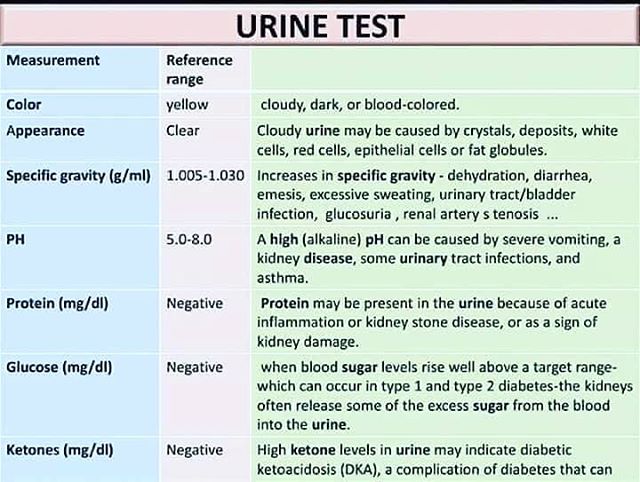 URINE TEST
Measurement
Reference
range
Color
yellow
cloudy, dark, or blood-colored.
Appearance
Clear
Cloudy urine may be caused by crystals, deposits, white
cells, red cells, epithelial cells or fat globules.
Specific gravity (g/ml)
1.005-1.030
Increases in specific gravity - dehydration, diarrhea,
emesis, excessive sweating, urinary tract/bladder
infection, glucosuria , renal artery s tenosis ...
PH
5.0-8.0
A high (alkaline) pH can be caused by severe vomiting, a
kidney disease, some urinary tract infections, and
asthma.
Protein (mg/dl)
Negative
Protein may be present in the urine because of acute
inflammation or kidney stone disease, or as a sign of
kidney damage.
Glucose (mg/dl)
Negative
when blood sugar levels rise well above a target range-
which can occur in type 1 and type 2 diabetes-the kidneys
often release some of the excess sugar from the blood
into the urine.
Ketones (mg/dl)
Negative
High ketone levels in urine may indicate diabetic
ketoacidosis (DKA), a complication of diabetes that can